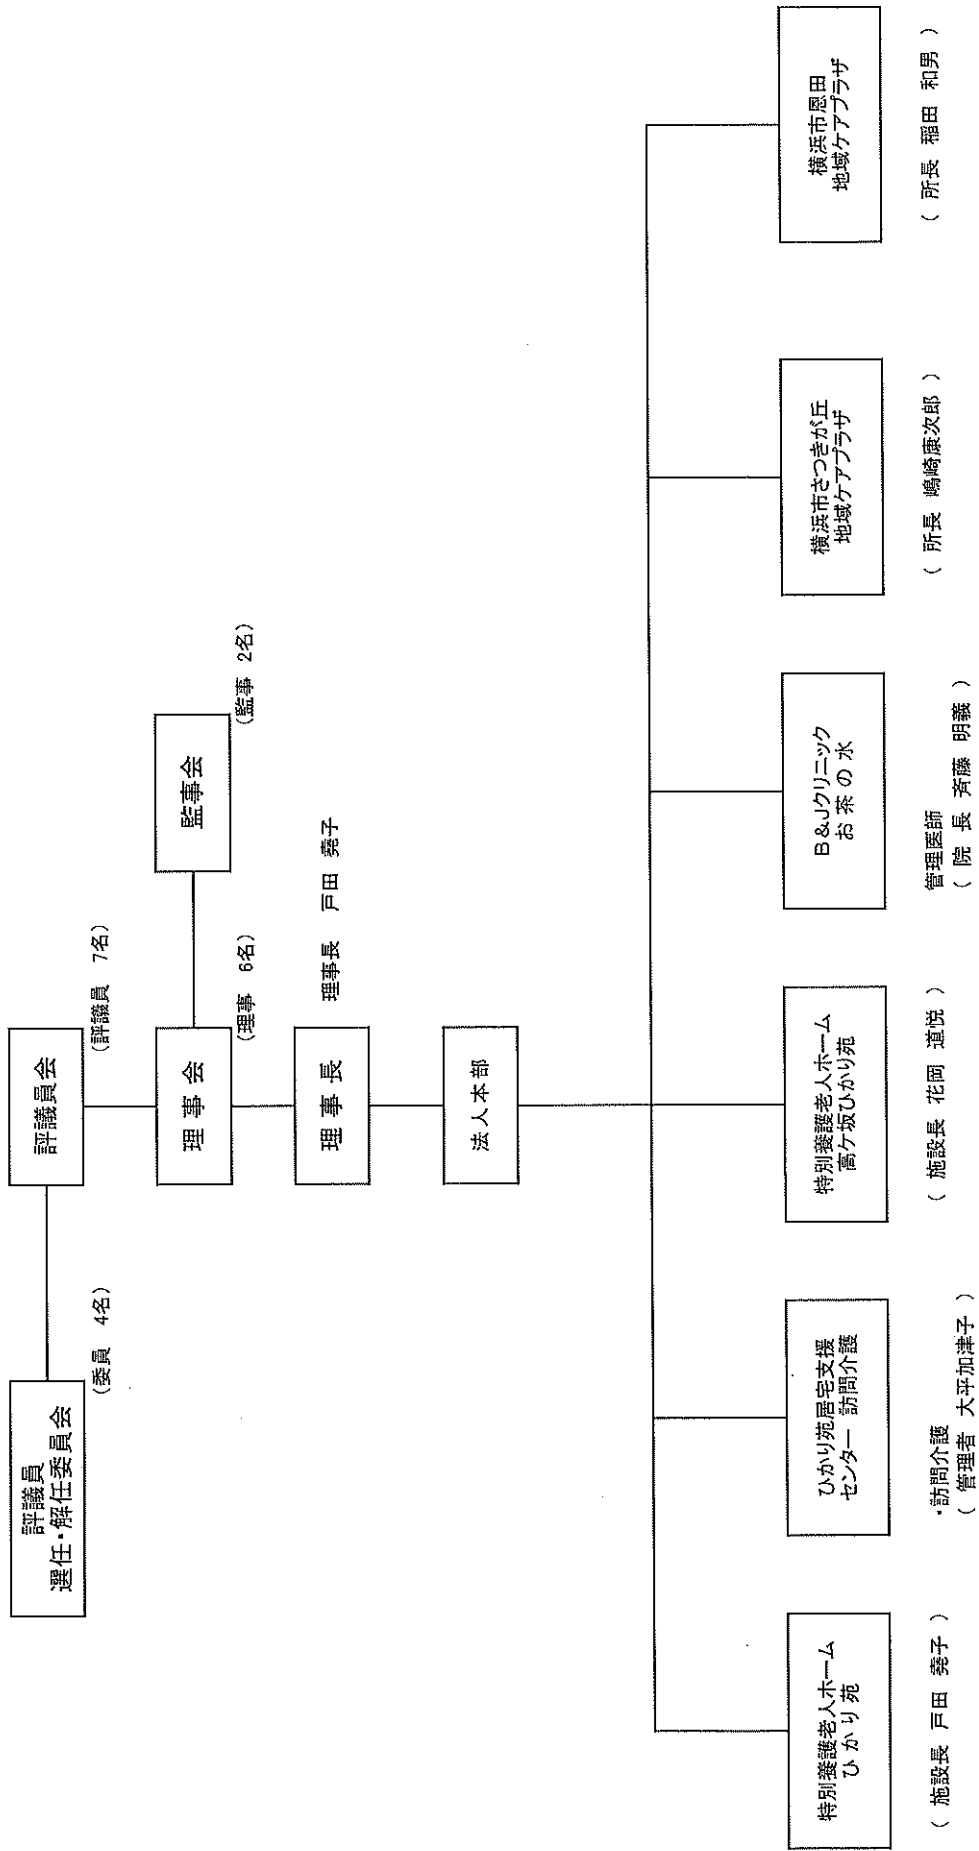 評議員
選任・解任委員会
(委員 4名)
評議員会
(評議員 7名)
理事会
(理事 6名)
監事会
(監事 2名)
理事長
理事長 戸田 堯子
法人本部
特別養護老人ホーム
ひかり苑
( 施設長 戸田 堯子 )
ひかり苑居宅支援
センター 訪問介護
・訪問介護
( 管理者 大平加津子 )
特別養護老人ホーム
高ケ坂ひかり苑
( 施設長 花岡 道悦 )
B&Jクリニック
お茶の水
管理医師
( 院長 斉藤 明義 )
横浜市さつきが丘
地域ケアプラザ
( 所長 嶋崎康次郎 )
横浜市恩田
地域ケアプラザ
( 所長 稲田 和男 )